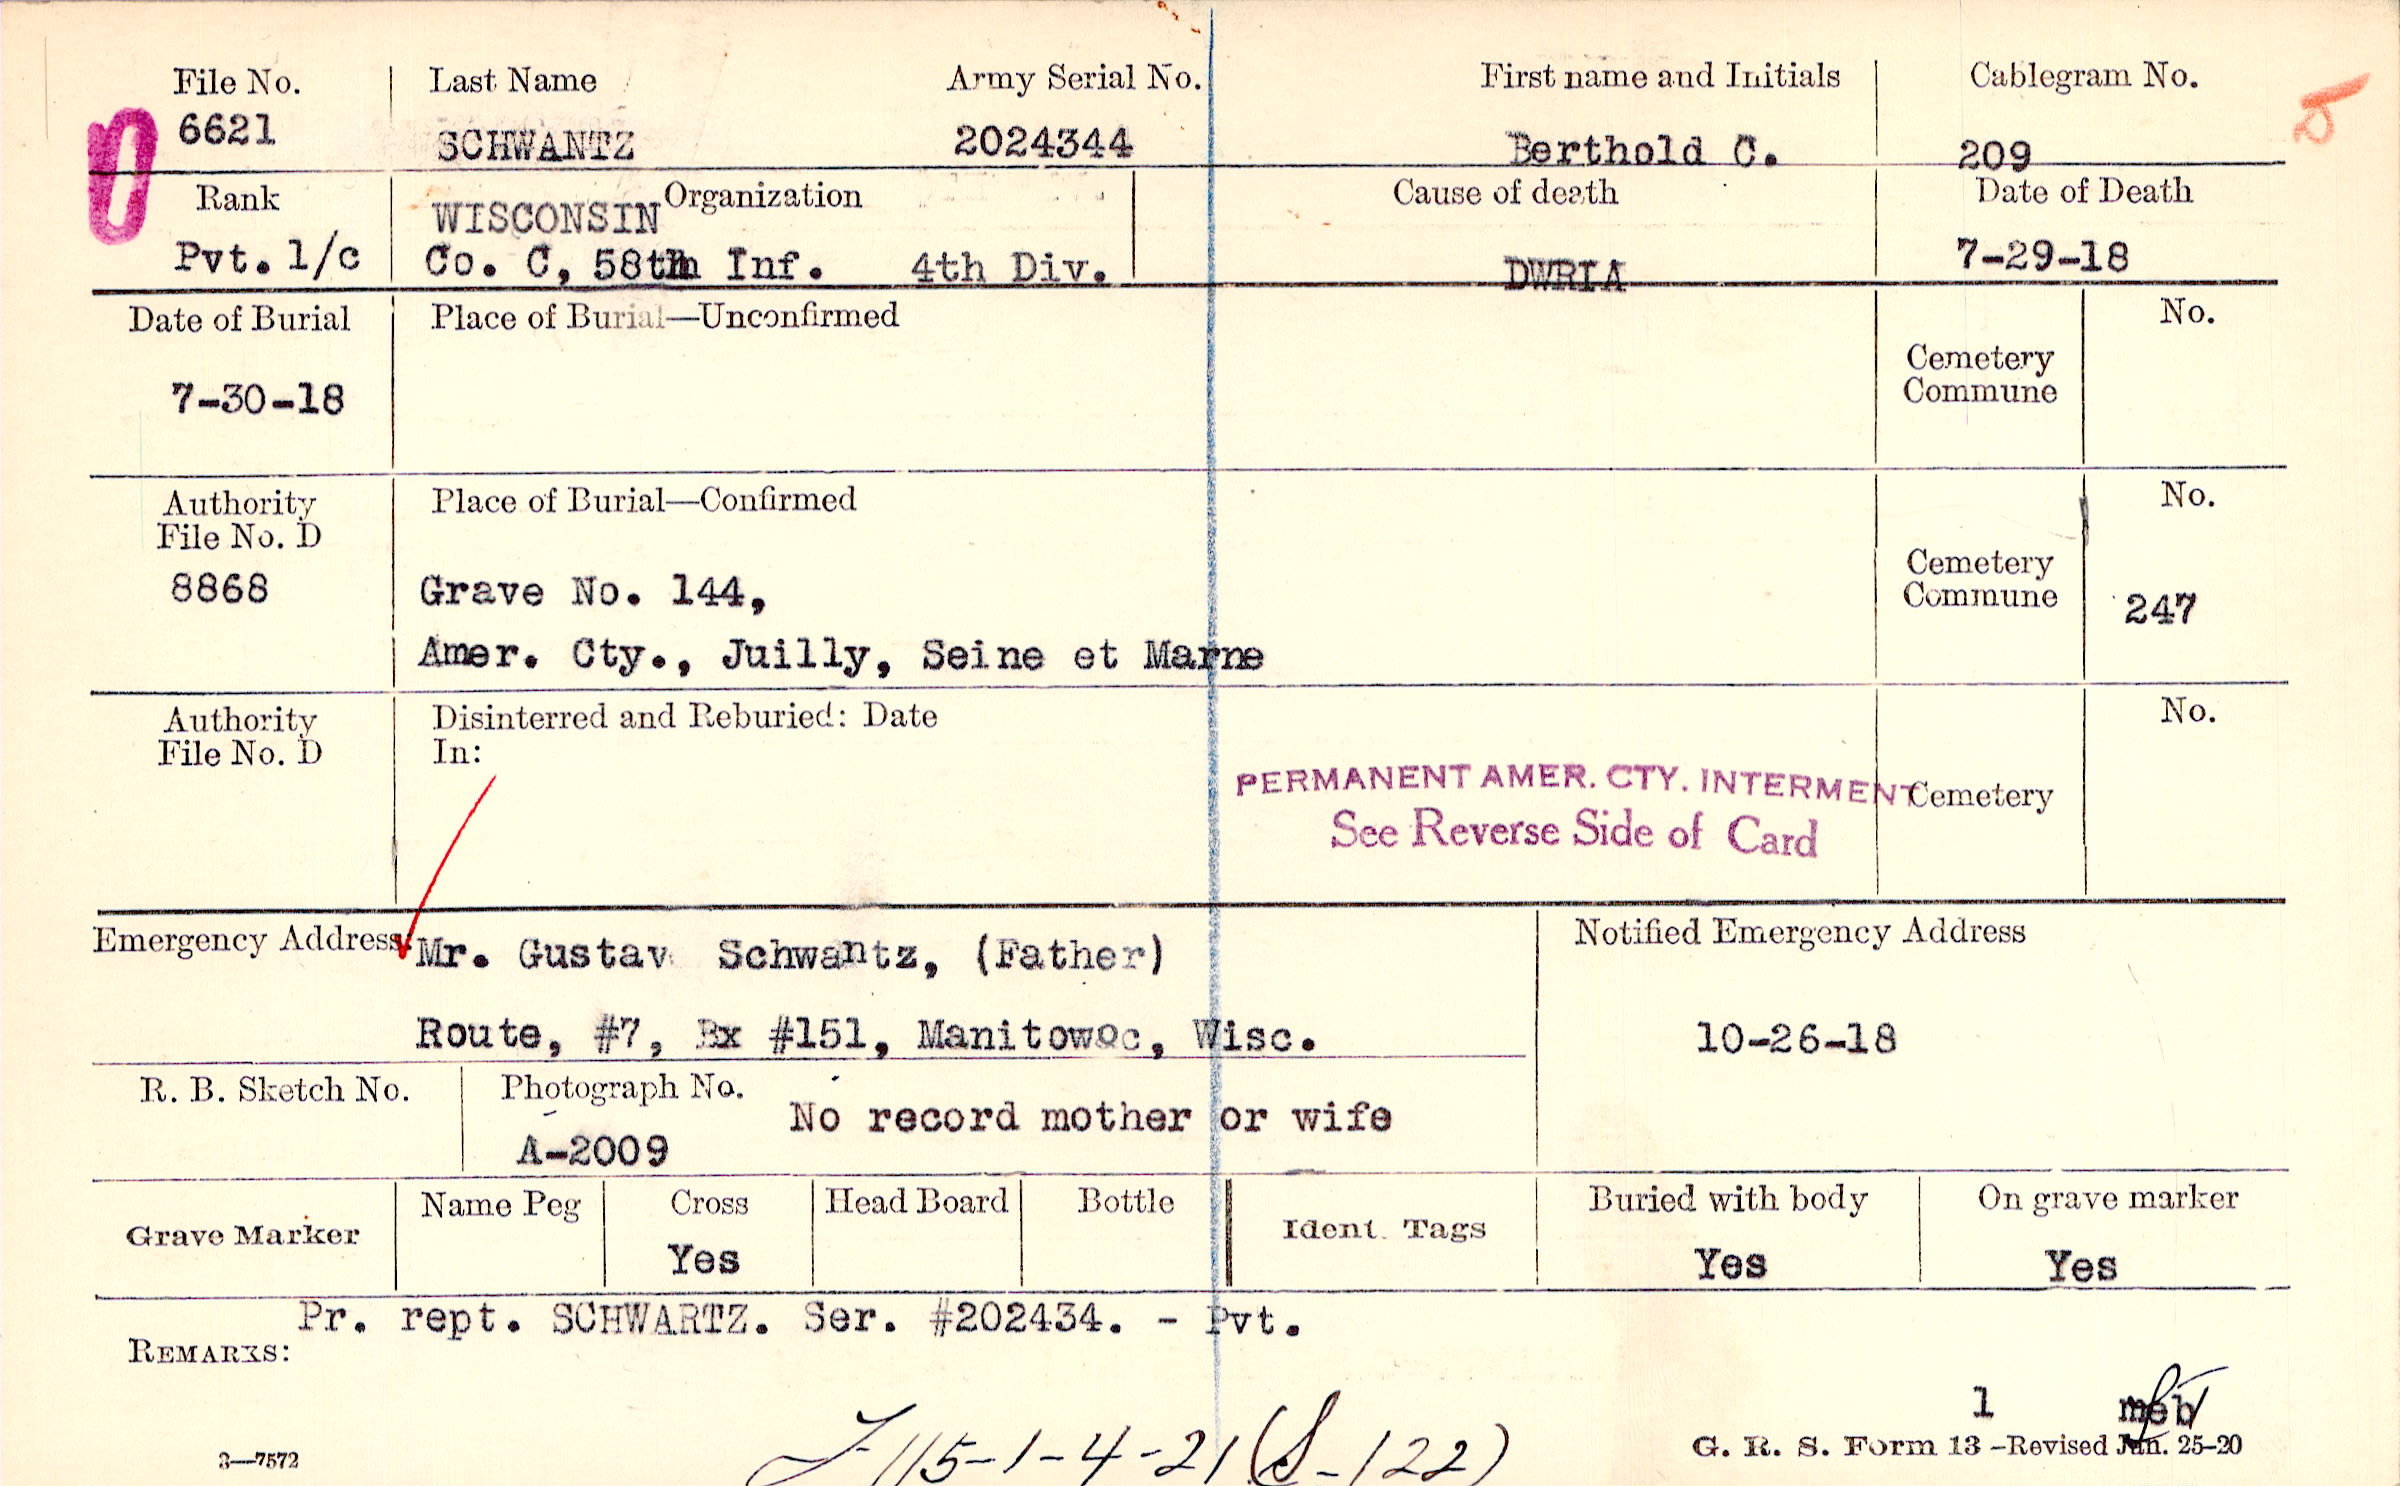 File No. Last Name Army Serial No. First name and Initials Cablegram No.
6621 SCHWANTZ 2024344 Berthold C. 209
Rank Organization Cause of death Date of Death
WISCONSIN
Pvt. 1/c Co. C, 58th Inf. 4th Div. DWRIA 7-29-18
Date of Burial Place of Burial—Unconfirmed No.
Cemetery
Commune
7-30-18
Authority Place of Burial—Confirmed No.
File No. D
Cemetery
8868 Grave No. 144, Commune 247
Amer. Cty., Juilly, Seine et Marne
Authority Disinterred and Reburied: Date No.
File No. D In:
PERMANENT AMER. CTY. INTERMENT Cemetery
See Reverse Side of Card
Emergency Address: Mr. Gustav Schwantz, (Father) Notified Emergency Address
Route, #7, Bx #151, Manitowoc, Wisc. 10-26-18
R. B. Sketch No. Photograph No.
No record mother or wife
A-2009
Grave Marker Name Peg Cross Head Board Bottle Ident. Tags Buried with body On grave marker
Yes Yes Yes
Pr. rept. SCHWARTZ. Ser. #202434. - Pvt.
REMARKS:
1 meb
3—7572 115-1-4-21 (S-122) G. R. S. Form 13 -Revised Jan. 25-20